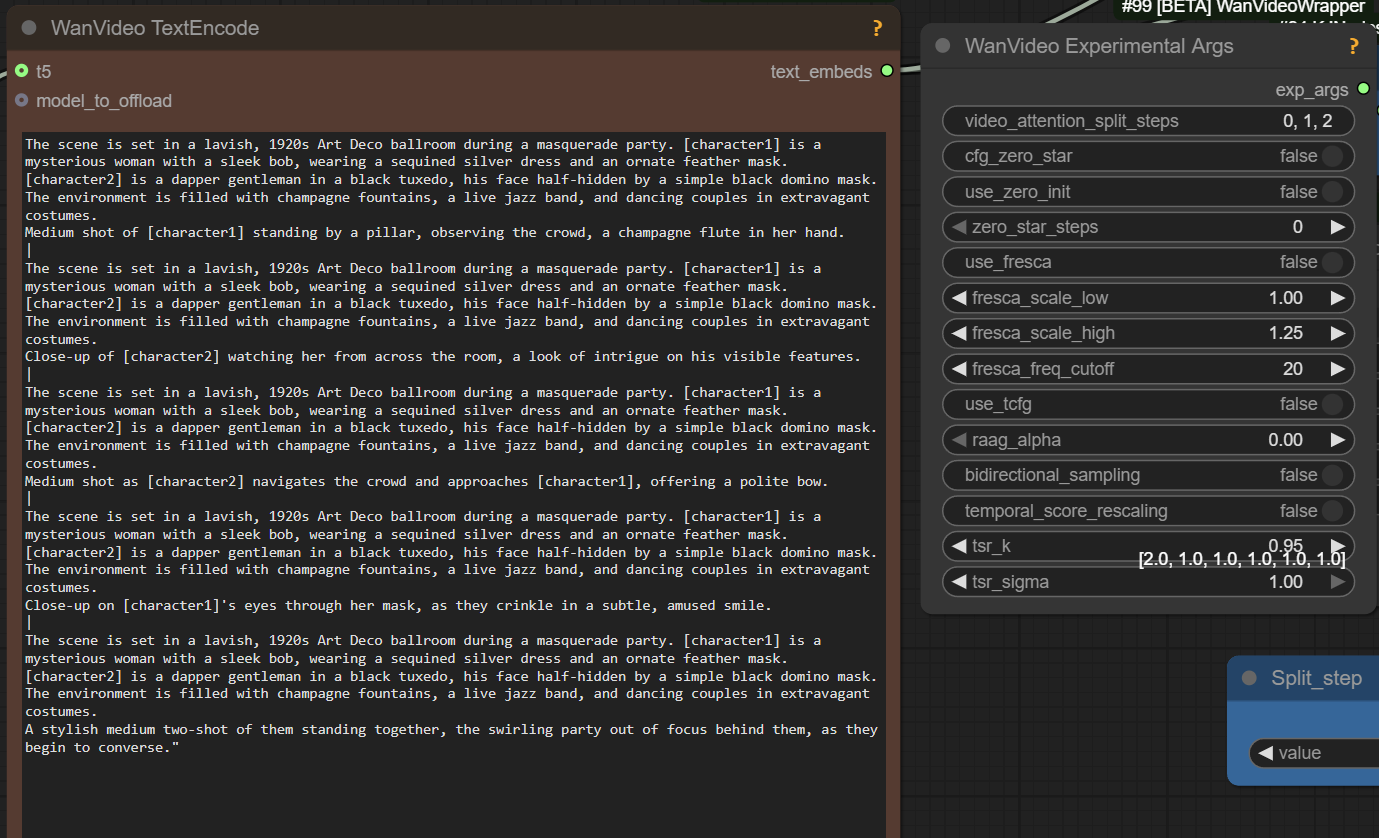 #99 [BETA] WanVideoWrapper
WanVideo TextEncode
?
t5
text_embeds
model_to_offload
The scene is set in a lavish, 1920s Art Deco ballroom during a masquerade party. [character1] is a
mysterious woman with a sleek bob, wearing a sequined silver dress and an ornate feather mask.
[character2] is a dapper gentleman in a black tuxedo, his face half-hidden by a simple black domino mask.
The environment is filled with champagne fountains, a live jazz band, and dancing couples in extravagant
costumes.
Medium shot of [character1] standing by a pillar, observing the crowd, a champagne flute in her hand.
|
The scene is set in a lavish, 1920s Art Deco ballroom during a masquerade party. [character1] is a
mysterious woman with a sleek bob, wearing a sequined silver dress and an ornate feather mask.
[character2] is a dapper gentleman in a black tuxedo, his face half-hidden by a simple black domino mask.
The environment is filled with champagne fountains, a live jazz band, and dancing couples in extravagant
costumes.
Close-up of [character2] watching her from across the room, a look of intrigue on his visible features.
|
The scene is set in a lavish, 1920s Art Deco ballroom during a masquerade party. [character1] is a
mysterious woman with a sleek bob, wearing a sequined silver dress and an ornate feather mask.
[character2] is a dapper gentleman in a black tuxedo, his face half-hidden by a simple black domino mask.
The environment is filled with champagne fountains, a live jazz band, and dancing couples in extravagant
costumes.
Medium shot as [character2] navigates the crowd and approaches [character1], offering a polite bow.
|
The scene is set in a lavish, 1920s Art Deco ballroom during a masquerade party. [character1] is a
mysterious woman with a sleek bob, wearing a sequined silver dress and an ornate feather mask.
[character2] is a dapper gentleman in a black tuxedo, his face half-hidden by a simple black domino mask.
The environment is filled with champagne fountains, a live jazz band, and dancing couples in extravagant
costumes.
Close-up on [character1]'s eyes through her mask, as they crinkle in a subtle, amused smile.
|
The scene is set in a lavish, 1920s Art Deco ballroom during a masquerade party. [character1] is a
mysterious woman with a sleek bob, wearing a sequined silver dress and an ornate feather mask.
[character2] is a dapper gentleman in a black tuxedo, his face half-hidden by a simple black domino mask.
The environment is filled with champagne fountains, a live jazz band, and dancing couples in extravagant
costumes.
A stylish medium two-shot of them standing together, the swirling party out of focus behind them, as they
begin to converse."
WanVideo Experimental Args
?
exp_args
video_attention_split_steps 0, 1, 2
cfg_zero_star false
use_zero_init false
zero_star_steps 0
use_fresca false
fresca_scale_low 1.00
fresca_scale_high 1.25
fresca_freq_cutoff 20
use_tcfg false
raag_alpha 0.00
bidirectional_sampling false
temporal_score_rescaling false
tsr_k 0.95
[2.0, 1.0, 1.0, 1.0, 1.0, 1.0]
tsr_sigma 1.00
Split_step
value